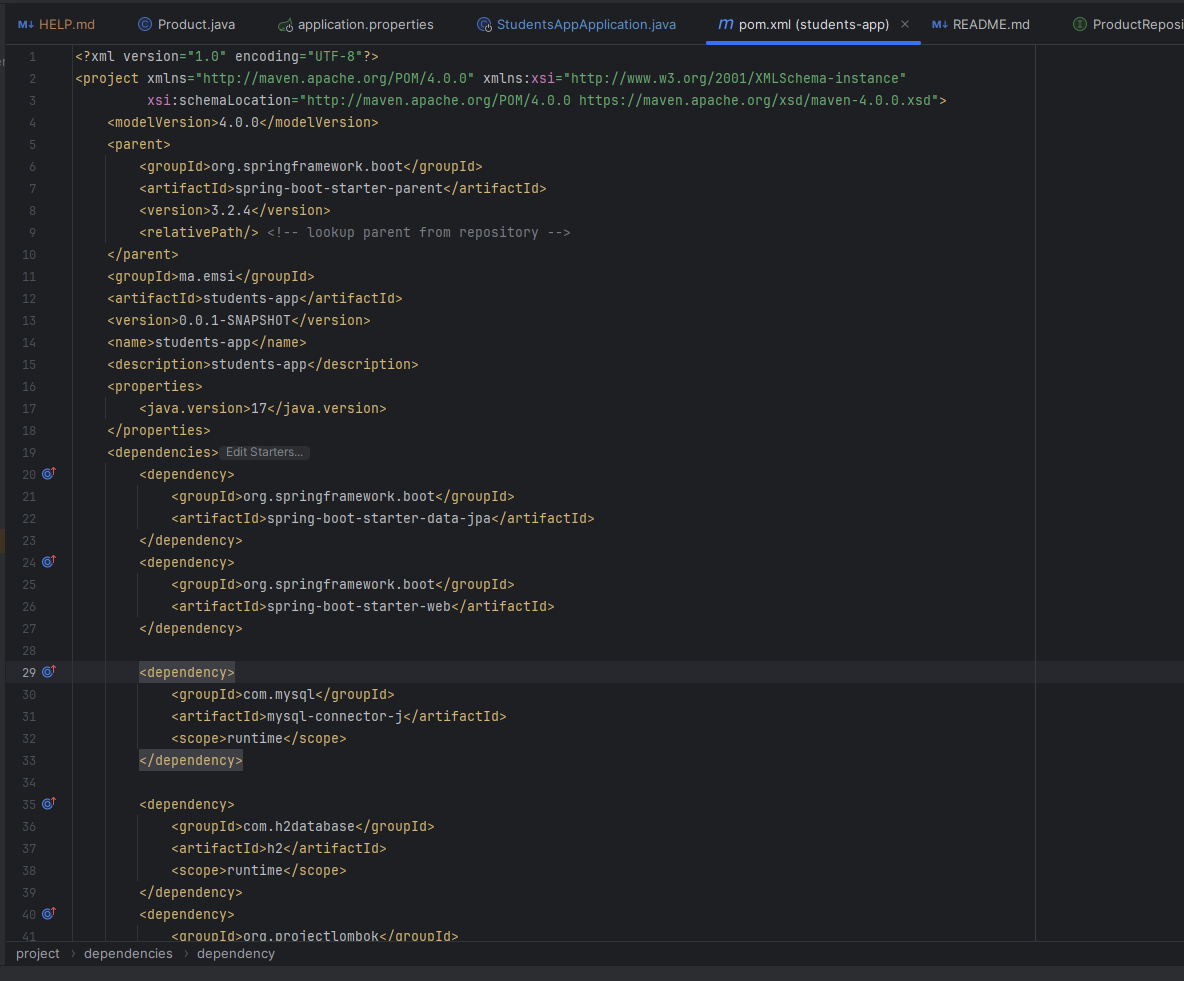 HELP.md Product.java application.properties StudentsAppApplication.java m pom.xml (students-app) README.md ProductReposi
1 <?xml version="1.0" encoding="UTF-8"?>
2 <project xmlns="http://maven.apache.org/POM/4.0.0" xmlns:xsi="http://www.w3.org/2001/XMLSchema-instance"
3 xsi:schemaLocation="http://maven.apache.org/POM/4.0.0 https://maven.apache.org/xsd/maven-4.0.0.xsd">
4 <modelVersion>4.0.0</modelVersion>
5 <parent>
6 <groupId>org.springframework.boot</groupId>
7 <artifactId>spring-boot-starter-parent</artifactId>
8 <version>3.2.4</version>
9 <relativePath/> <!-- lookup parent from repository -->
10 </parent>
11 <groupId>ma.emsi</groupId>
12 <artifactId>students-app</artifactId>
13 <version>0.0.1-SNAPSHOT</version>
14 <name>students-app</name>
15 <description>students-app</description>
16 <properties>
17 <java.version>17</java.version>
18 </properties>
19 <dependencies> Edit Starters...
20 <dependency>
21 <groupId>org.springframework.boot</groupId>
22 <artifactId>spring-boot-starter-data-jpa</artifactId>
23 </dependency>
24 <dependency>
25 <groupId>org.springframework.boot</groupId>
26 <artifactId>spring-boot-starter-web</artifactId>
27 </dependency>
28
29 <dependency>
30 <groupId>com.mysql</groupId>
31 <artifactId>mysql-connector-j</artifactId>
32 <scope>runtime</scope>
33 </dependency>
34
35 <dependency>
36 <groupId>com.h2database</groupId>
37 <artifactId>h2</artifactId>
38 <scope>runtime</scope>
39 </dependency>
40 <dependency>
41 <groupId>org.projectlombok</groupId>
project › dependencies › dependency